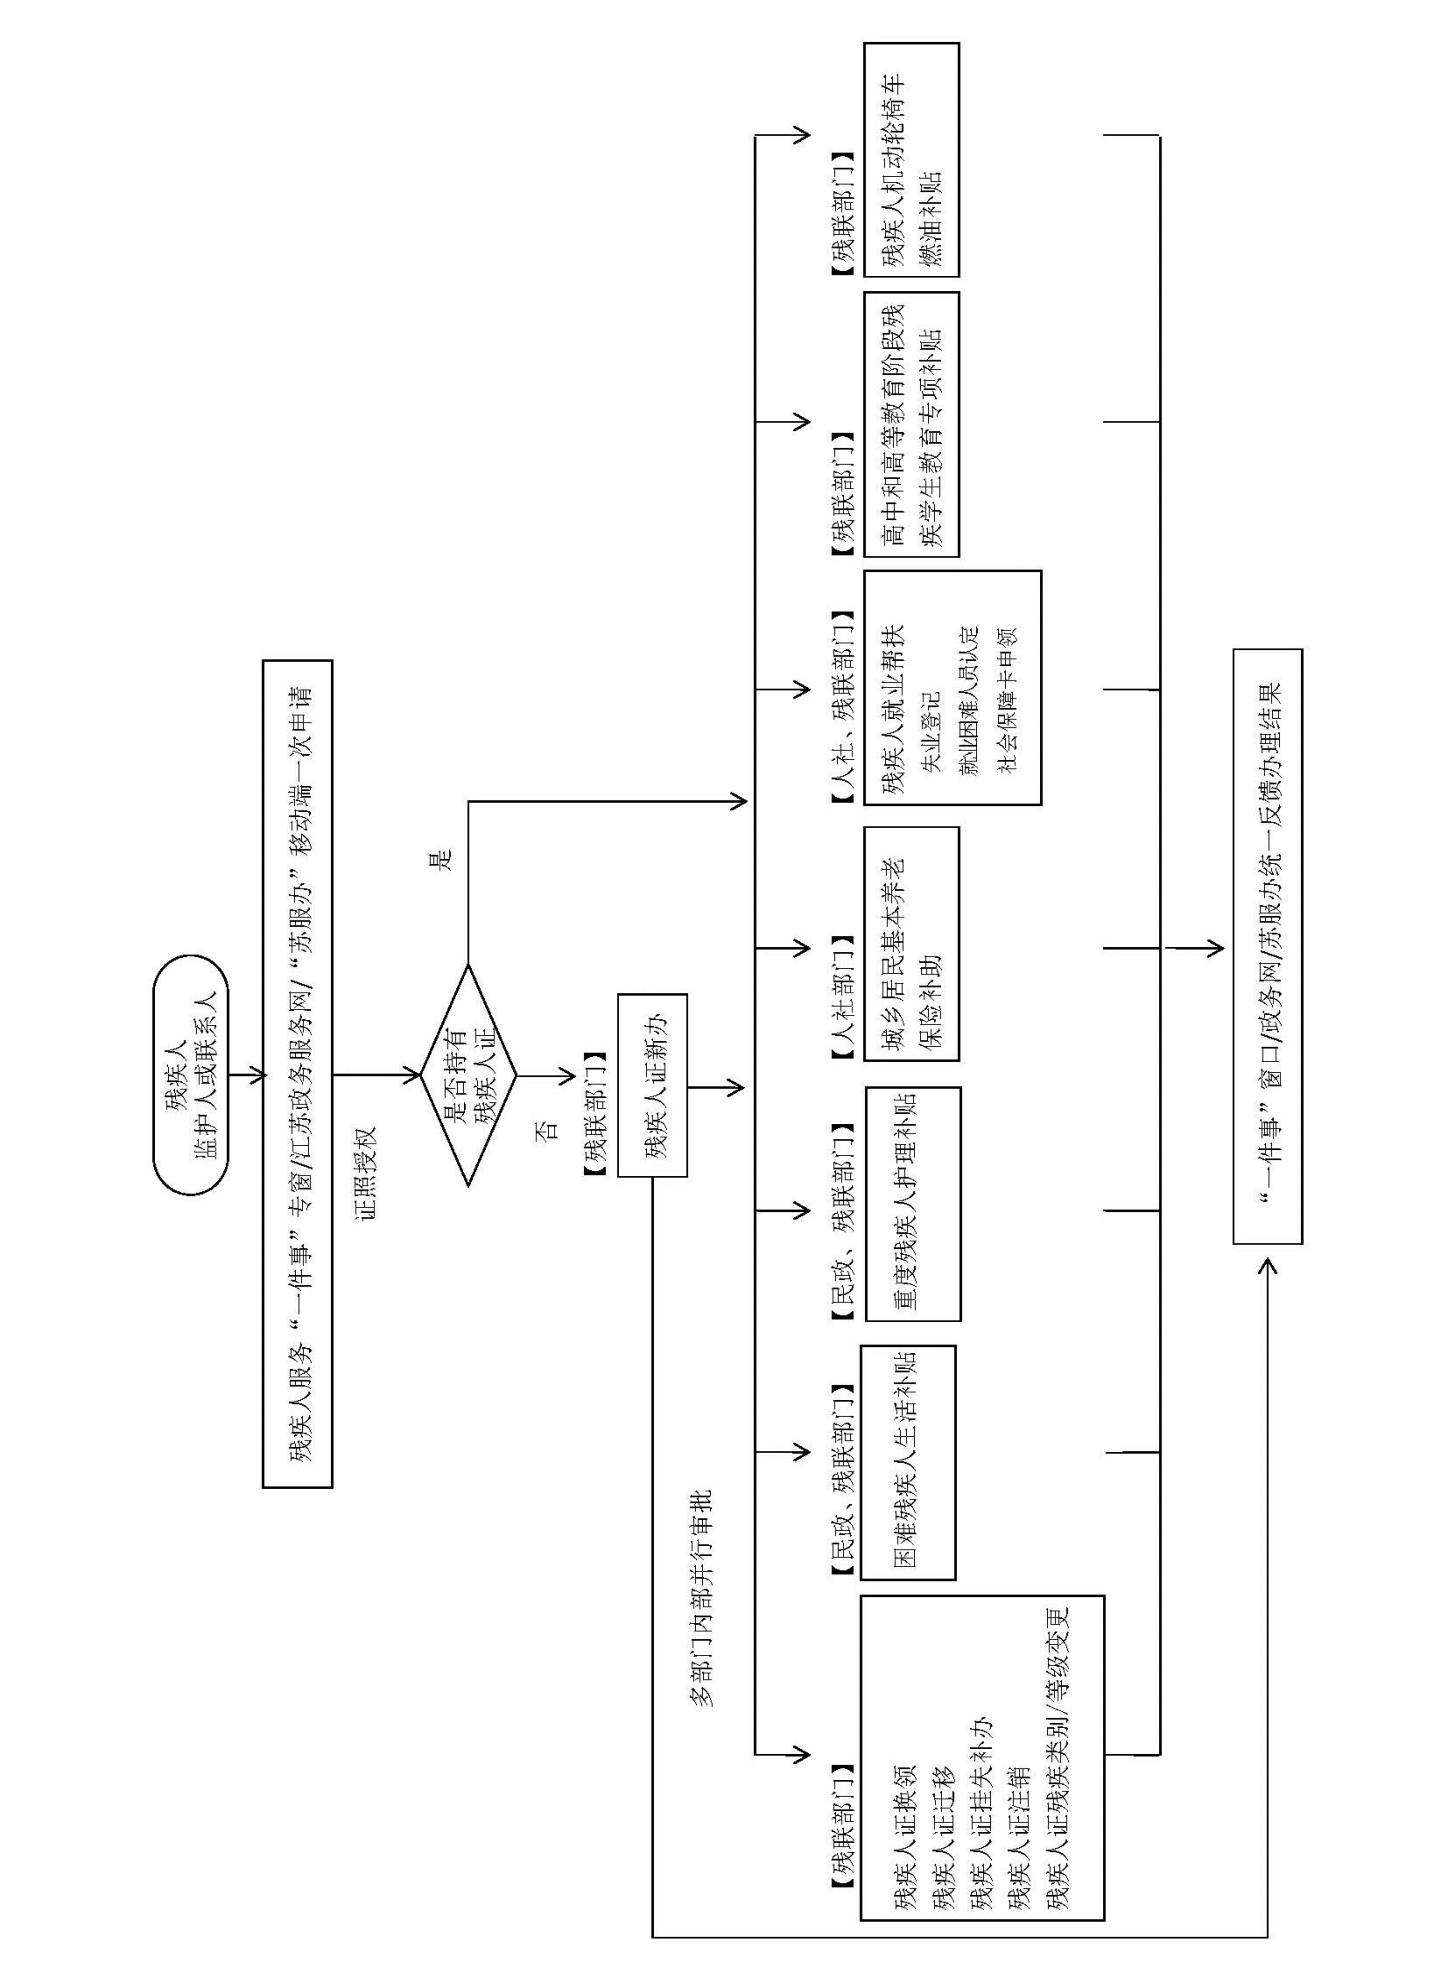 残疾人
监护人或联系人
残疾人服务“一件事”专窗/江苏政务服务网/“苏服办”移动端一次申请
证照授权
是否持有
残疾人证
是
否
【残联部门】
残疾人证新办
多部门内部并行审批
【残联部门】
残疾人证换领
残疾人证迁移
残疾人证挂失补办
残疾人证注销
残疾人证残疾类别/等级变更
【民政、残联部门】
困难残疾人生活补贴
【民政、残联部门】
重度残疾人护理补贴
【人社部门】
城乡居民基本养老
保险补助
【人社、残联部门】
残疾人就业帮扶
失业登记
就业困难人员认定
社会保障卡申领
【残联部门】
高中和高等教育阶段残
疾学生教育专项补贴
【残联部门】
残疾人机动轮椅车
燃油补贴
“一件事”窗口/政务网/苏服办统一反馈办理结果